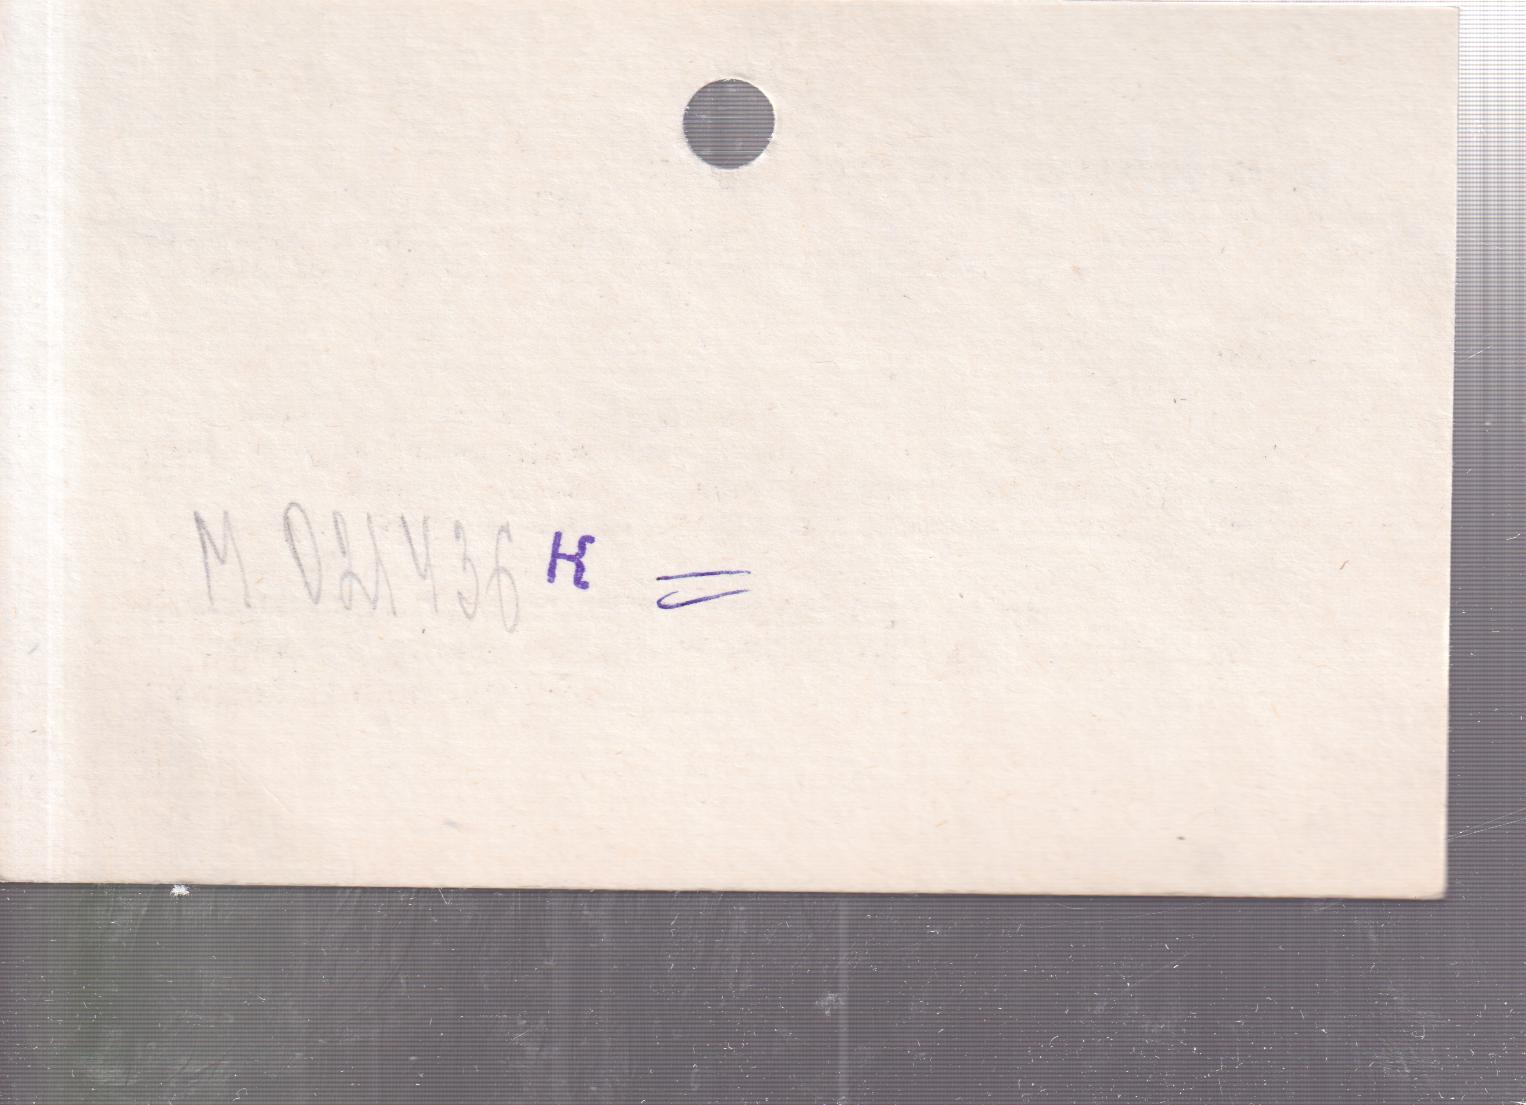 M. 021436 K =